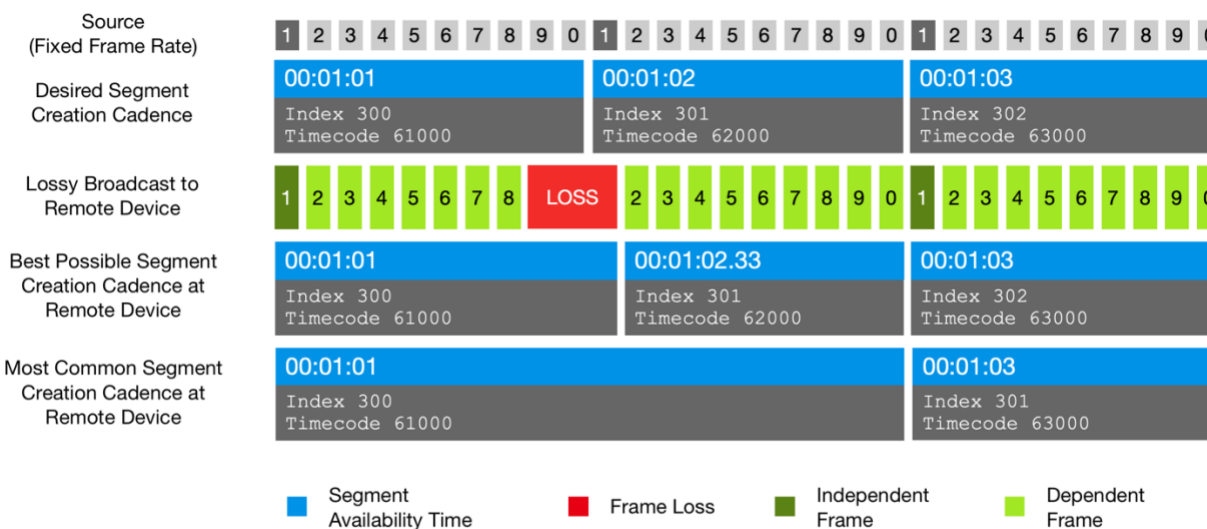 Source
(Fixed Frame Rate)
1 2 3 4 5 6 7 8 9 0 1 2 3 4 5 6 7 8 9 0 1 2 3 4 5 6 7 8 9 0
Desired Segment
Creation Cadence
00:01:01 00:01:02 00:01:03
Index 300 Index 301 Index 302
Timecode 61000 Timecode 62000 Timecode 63000
Lossy Broadcast to
Remote Device
1 2 3 4 5 6 7 8 LOSS 2 3 4 5 6 7 8 9 0 1 2 3 4 5 6 7 8 9 0
Best Possible Segment
Creation Cadence at
Remote Device
00:01:01 00:01:02.33 00:01:03
Index 300 Index 301 Index 302
Timecode 61000 Timecode 62000 Timecode 63000
Most Common Segment
Creation Cadence at
Remote Device
00:01:01 00:01:03
Index 300 Index 301
Timecode 61000 Timecode 63000
Segment
Availability Time
Frame Loss
Independent
Frame
Dependent
Frame